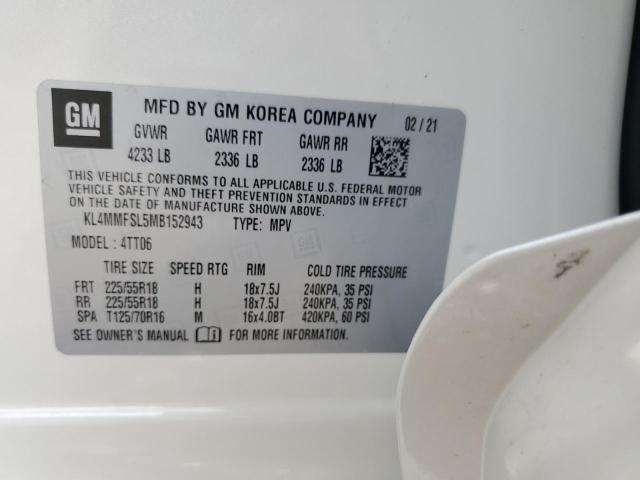 GM
MFD BY GM KOREA COMPANY 02 / 21
GVWR GAWR FRT GAWR RR
4233 LB 2336 LB 2336 LB
THIS VEHICLE CONFORMS TO ALL APPLICABLE U.S. FEDERAL MOTOR
VEHICLE SAFETY AND THEFT PREVENTION STANDARDS IN EFFECT
ON THE DATE OF MANUFACTURE SHOWN ABOVE.
KL4MMFSL5MB152943 TYPE: MPV
MODEL : 4TT06
TIRE SIZE SPEED RTG RIM COLD TIRE PRESSURE
FRT 225/55R18 H 18x7.5J 240KPA, 35 PSI
RR 225/55R18 H 18x7.5J 240KPA, 35 PSI
SPA T125/70R16 M 16x4.0BT 420KPA, 60 PSI
SEE OWNER'S MANUAL FOR MORE INFORMATION.